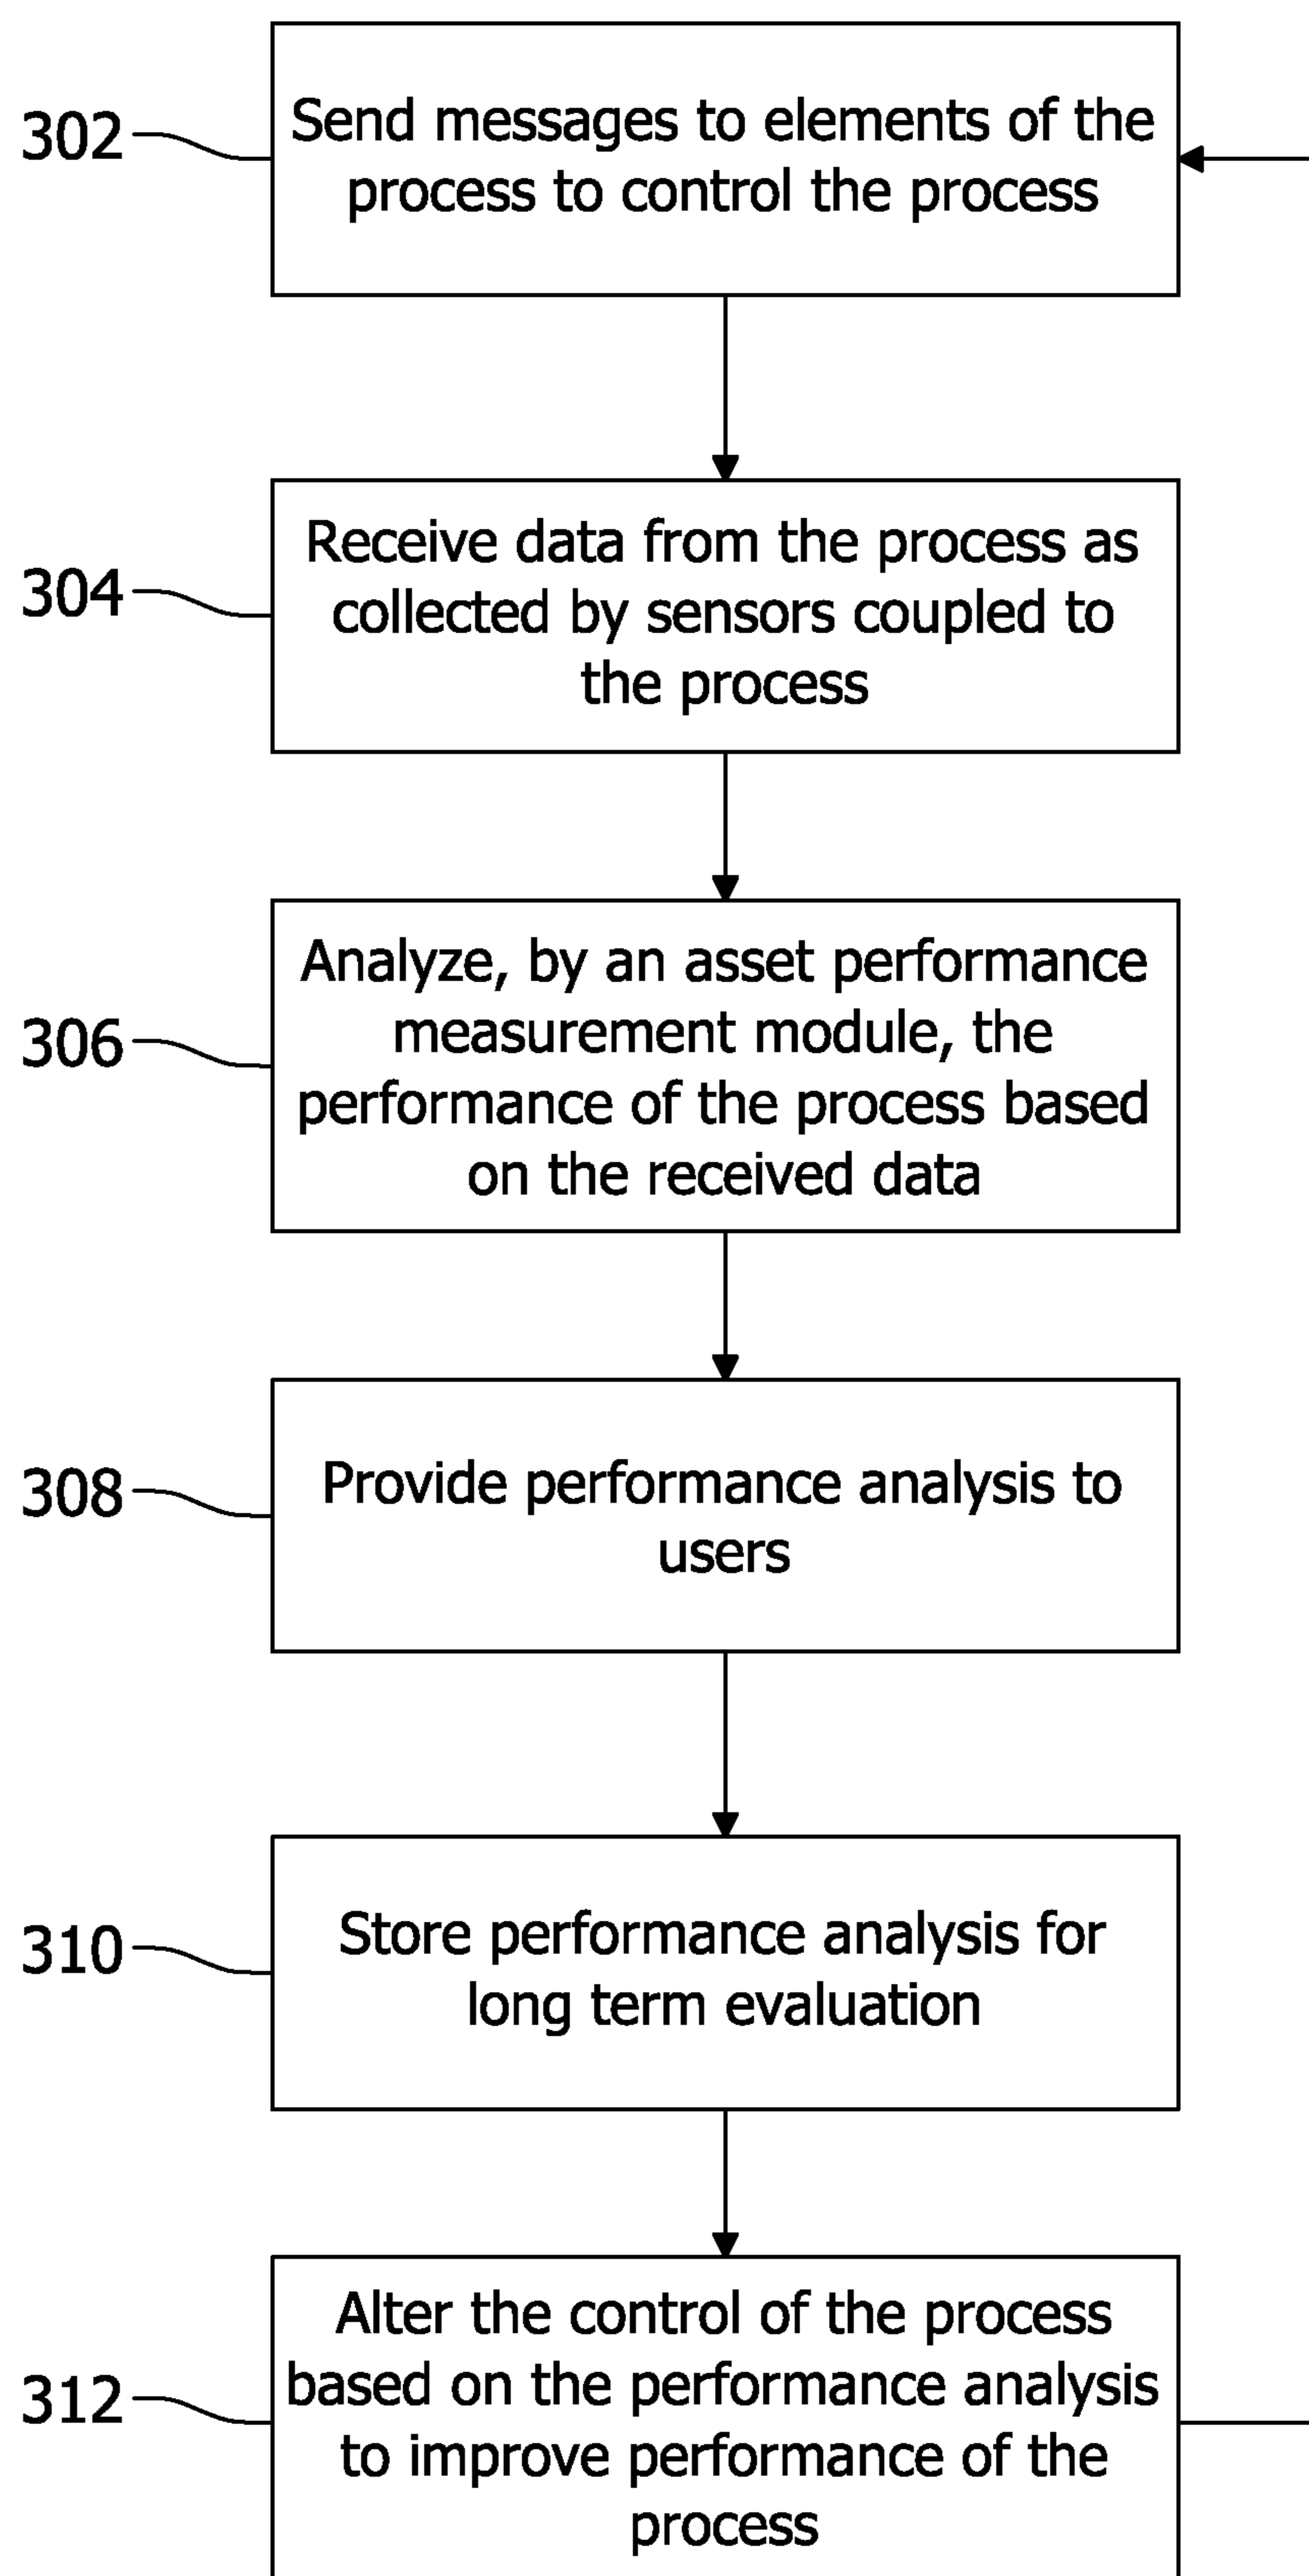 302
Send messages to elements of the
process to control the process
304
Receive data from the process as
collected by sensors coupled to
the process
306
Analyze, by an asset performance
measurement module, the
performance of the process based
on the received data
308
Provide performance analysis to
users
310
Store performance analysis for
long term evaluation
312
Alter the control of the process
based on the performance analysis
to improve performance of the
process